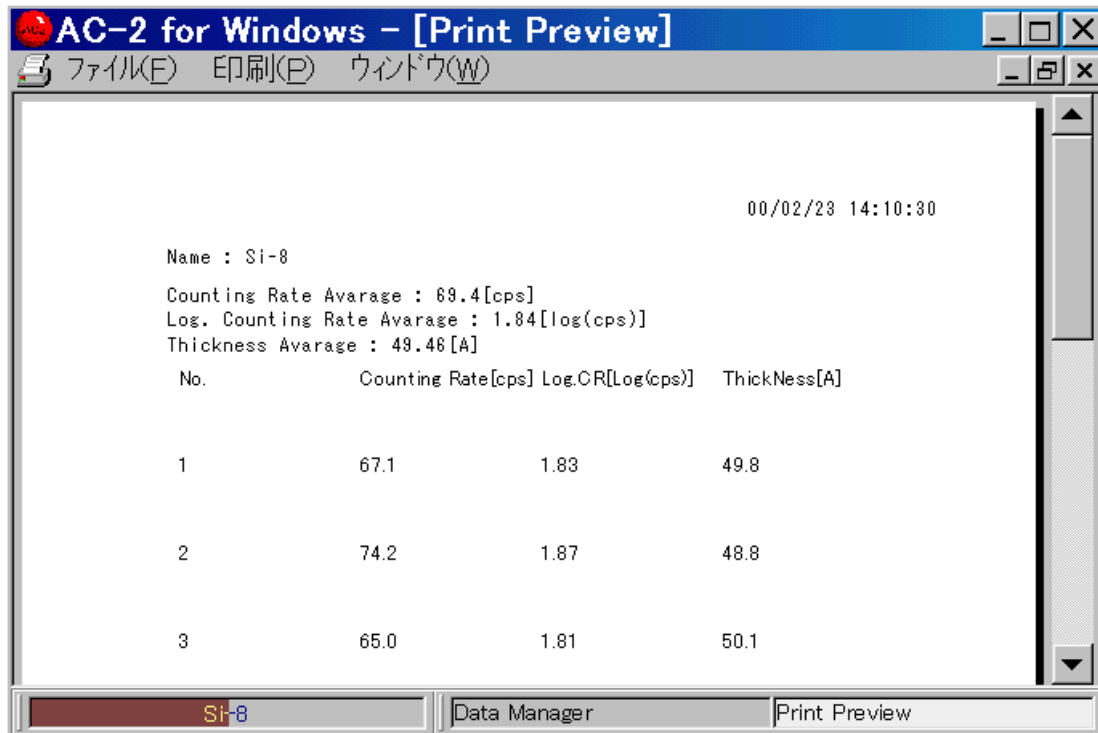 AC-2 for Windows - [Print Preview]
ファイル(F) 印刷(P) ウィンドウ(W)
00/02/23 14:10:30
Name : Si-8
Counting Rate Avarage : 69.4[cps]
Log. Counting Rate Avarage : 1.84[log(cps)]
Thickness Avarage : 49.46[A]
No. Counting Rate[cps] Log.CR[Log(cps)] ThickNess[A]
1 67.1 1.83 49.8
2 74.2 1.87 48.8
3 65.0 1.81 50.1
Si-8 Data Manager Print Preview